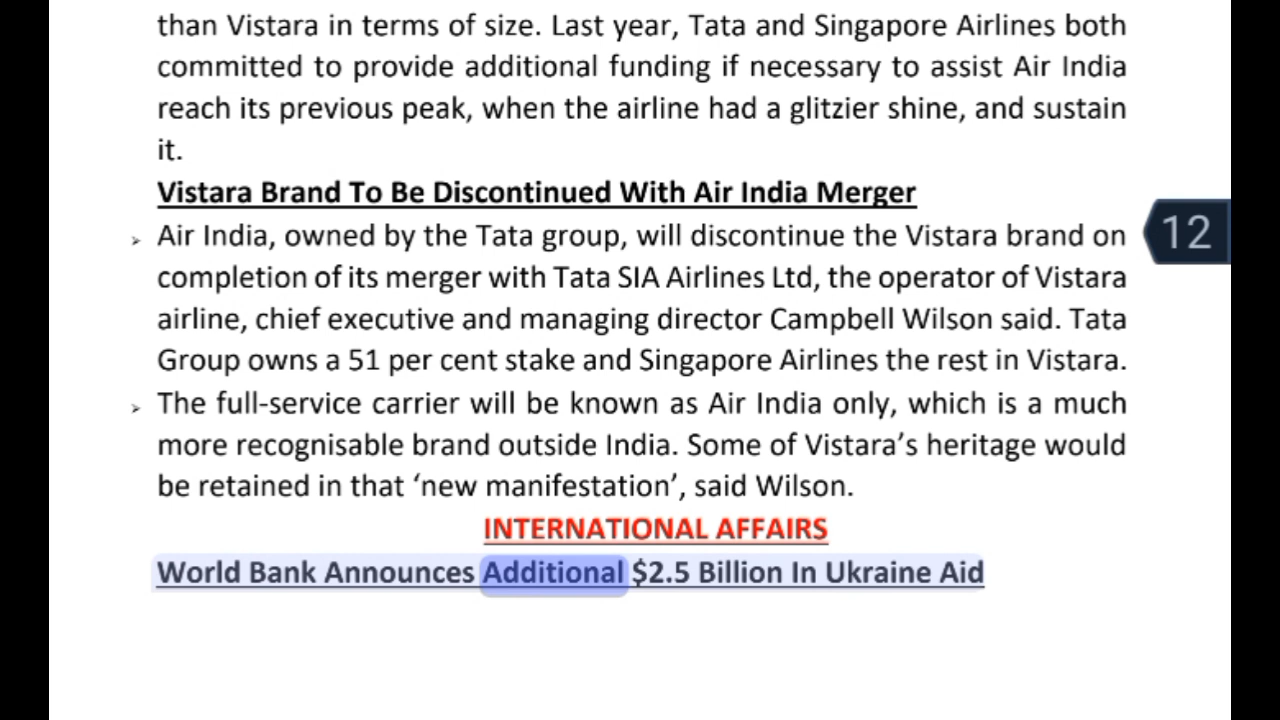 than Vistara in terms of size. Last year, Tata and Singapore Airlines both
committed to provide additional funding if necessary to assist Air India
reach its previous peak, when the airline had a glitzier shine, and sustain
it.
Vistara Brand To Be Discontinued With Air India Merger
Air India, owned by the Tata group, will discontinue the Vistara brand on
completion of its merger with Tata SIA Airlines Ltd, the operator of Vistara
airline, chief executive and managing director Campbell Wilson said. Tata
Group owns a 51 per cent stake and Singapore Airlines the rest in Vistara.
The full-service carrier will be known as Air India only, which is a much
more recognisable brand outside India. Some of Vistara’s heritage would
be retained in that ‘new manifestation’, said Wilson.
INTERNATIONAL AFFAIRS
World Bank Announces Additional $2.5 Billion In Ukraine Aid
12